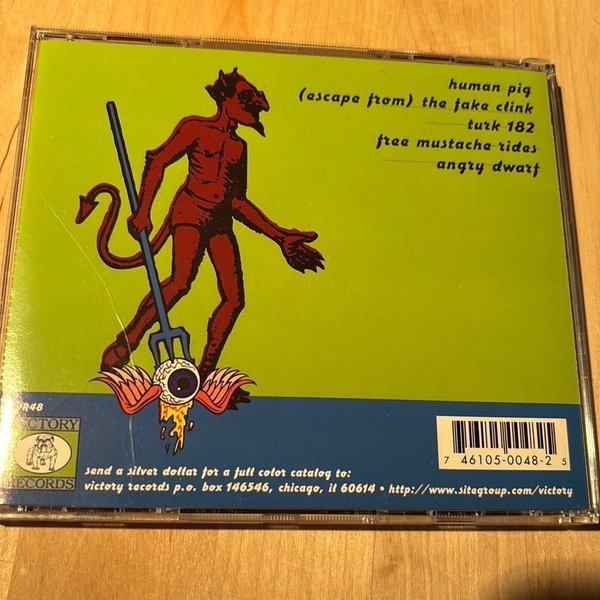 human pig
(escape from) the fake clink
turk 182
free mustache rides
angry dwarf
VR48
VICTORY
RECORDS
send a silver dollar for a full color catalog to:
victory records p.o. box 146546, chicago, il 60614 • http://www.sitegroup.com/victory
7 46105-0048-2 5